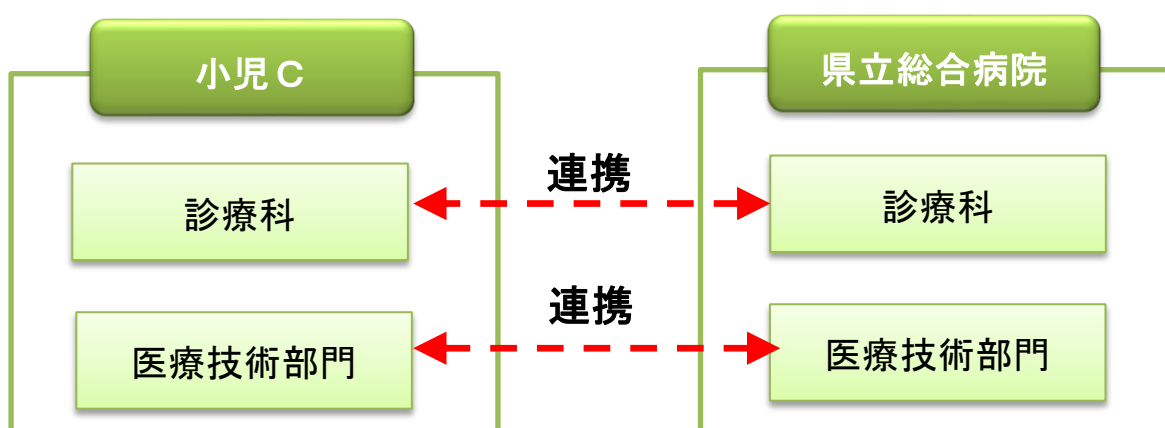 小児Ｃ
県立総合病院
連携
診療科
診療科
連携
医療技術部門
医療技術部門